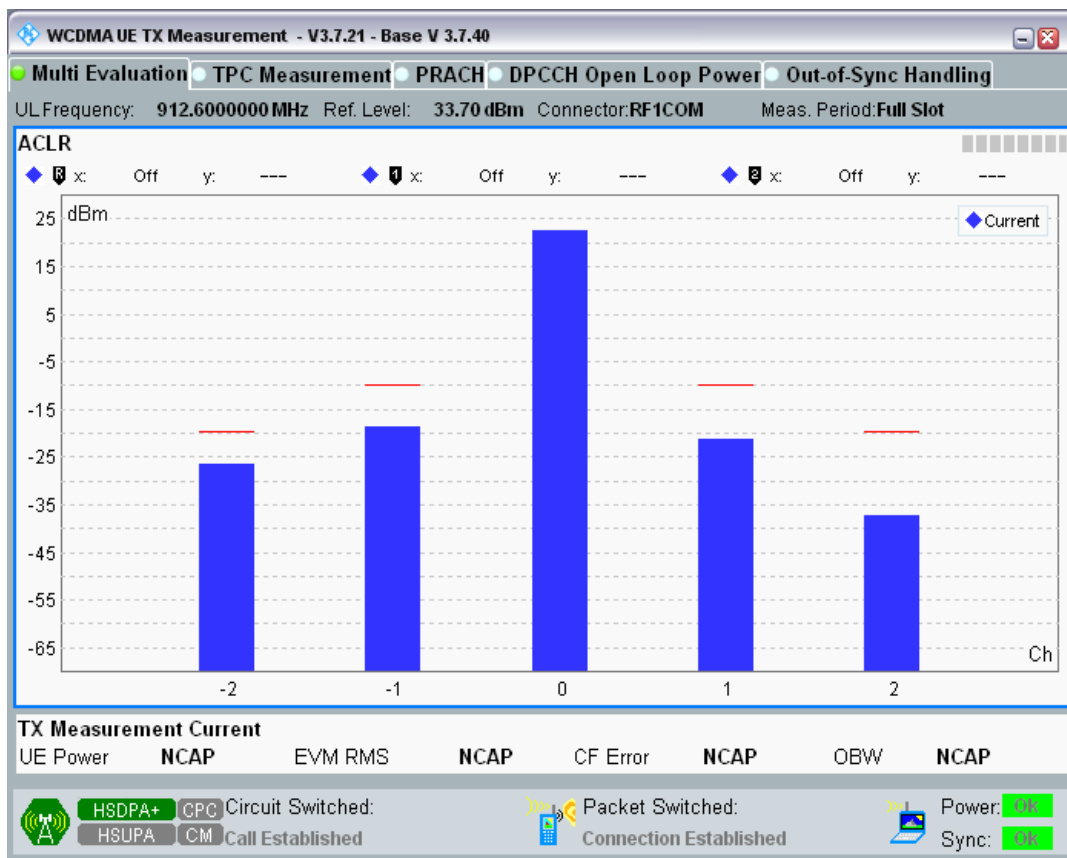 WCDMA UE TX Measurement - V3.7.21 - Base V 3.7.40
Multi Evaluation TPC Measurement PRACH DPCCH Open Loop Power Out-of-Sync Handling
UL Frequency: 912.6000000 MHz Ref. Level: 33.70 dBm Connector:RF1COM Meas. Period:Full Slot
ACLR
R x: Off y: --- 1 x: Off y: --- 2 x: Off y: ---
dBm
Current
25
15
5
-5
-15
-25
-35
-45
-55
-65
Ch
-2 -1 0 1 2
TX Measurement Current
UE Power NCAP EVM RMS NCAP CF Error NCAP OBW NCAP
HSDPA+ CPC Circuit Switched: Packet Switched: Power: Ok
HSUPA CM Call Established Connection Established Sync: Ok